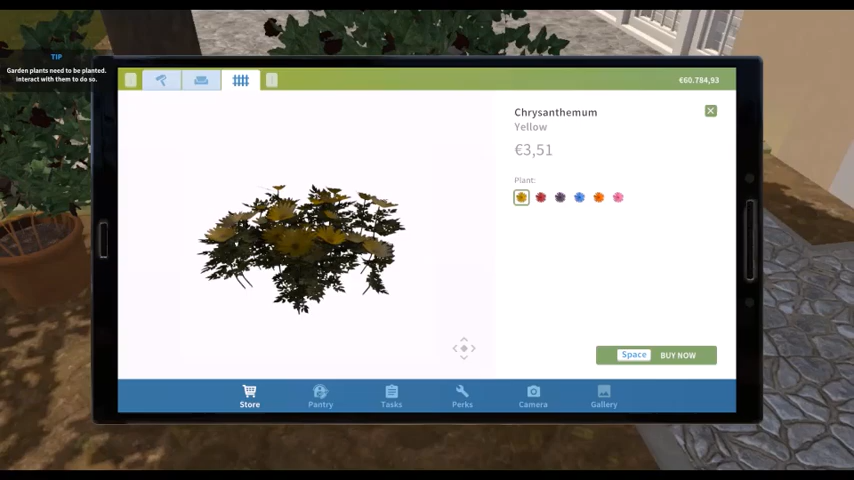 TIP
Garden plants need to be planted.
Interact with them to do so.
€60.784,93
Chrysanthemum
Yellow
€3,51
Plant:
Space BUY NOW
Store Pantry Tasks Perks Camera Gallery